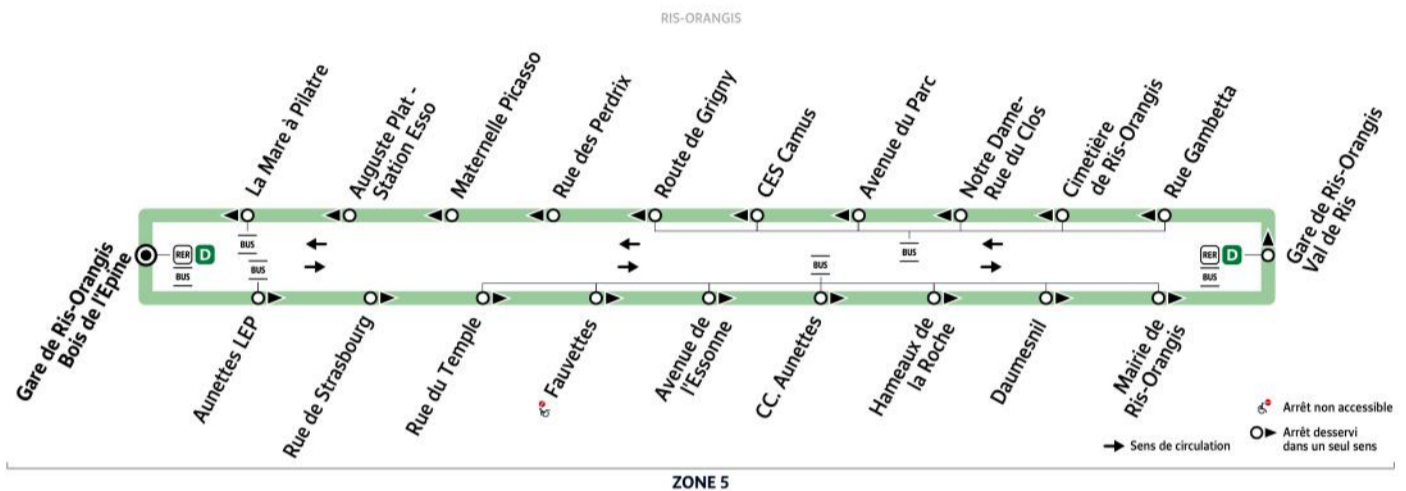 RIS-ORANGIS
La Mare à Pilatre
Auguste Plat -
Station Esso
Maternelle Picasso
Rue des Perdrix
Route de Grigny
CES Camus
Avenue du Parc
Notre Dame-
Rue du Clos
Cimetière
de Ris-Orangis
Rue Gambetta
Gare de Ris-Orangis
Val de Ris
Gare de Ris-Orangis
Bois de l'Epine
RER D
BUS
BUS
BUS
BUS
BUS
RER D
BUS
Aunettes LEP
Rue de Strasbourg
Rue du Temple
Fauvettes
Avenue de
l'Essonne
CC. Aunettes
Hameaux de
la Roche
Daumesnil
Mairie de
Ris-Orangis
Arrêt non accessible
Arrêt desservi
dans un seul sens
Sens de circulation
ZONE 5